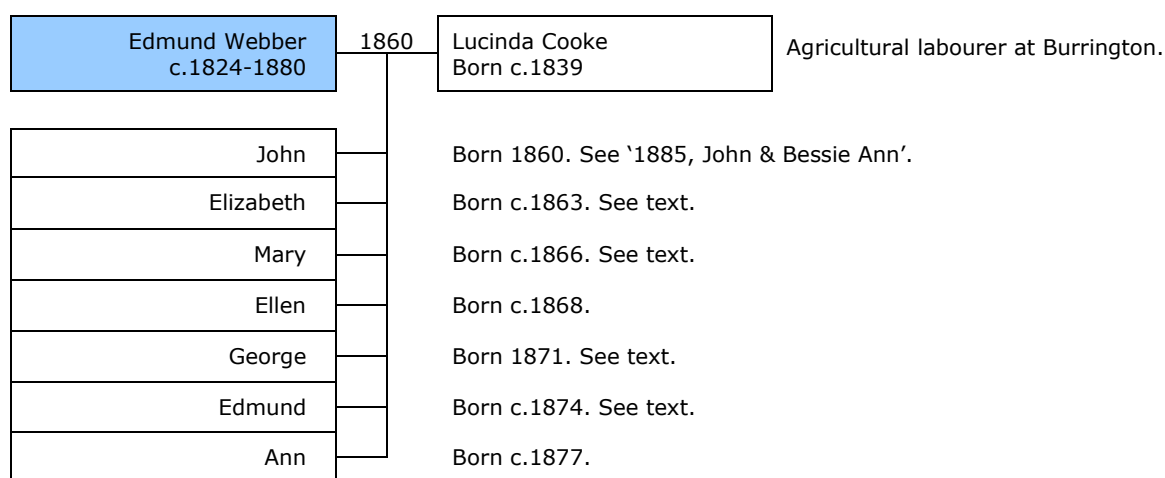 Edmund Webber
c.1824-1880
1860
Lucinda Cooke
Born c.1839
Agricultural labourer at Burrington.
John Born 1860. See ‘1885, John & Bessie Ann’.
Elizabeth Born c.1863. See text.
Mary Born c.1866. See text.
Ellen Born c.1868.
George Born 1871. See text.
Edmund Born c.1874. See text.
Ann Born c.1877.